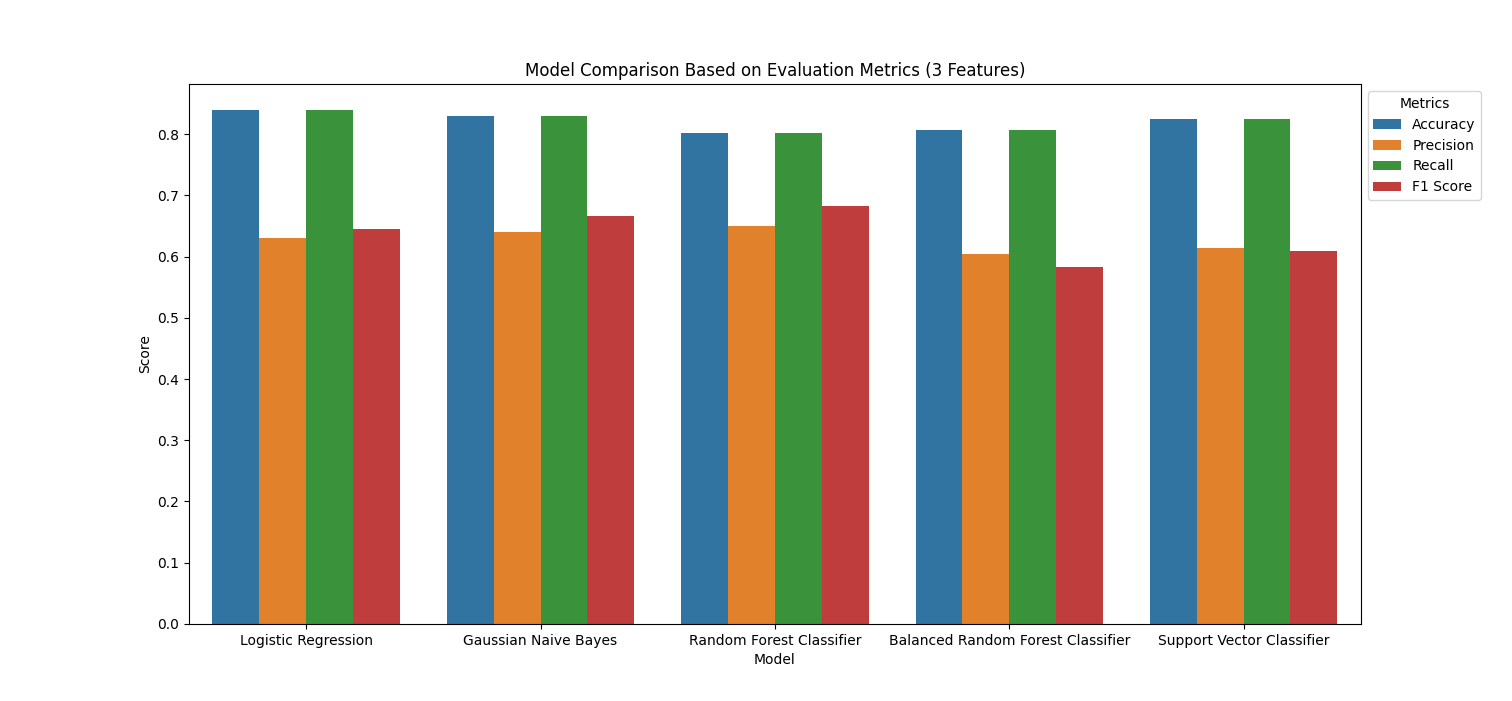 Model Comparison Based on Evaluation Metrics (3 Features)
Metrics
Accuracy
Precision
Recall
F1 Score
Score
0.8
0.7
0.6
0.5
0.4
0.3
0.2
0.1
0.0
Logistic Regression
Gaussian Naive Bayes
Random Forest Classifier
Balanced Random Forest Classifier
Support Vector Classifier
Model